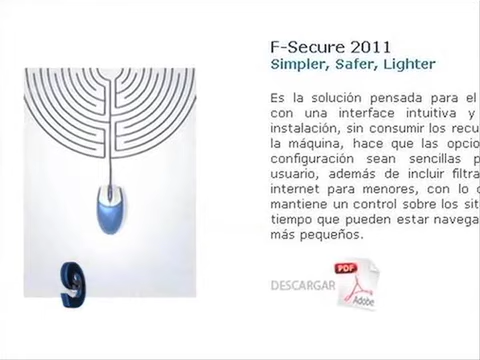 F-Secure 2011
Simpler, Safer, Lighter
Es la solución pensada para el
con una interface intuitiva y
instalación, sin consumir los recu
la máquina, hace que las opcio
configuración sean sencillas p
usuario, además de incluir filtra
internet para menores, con lo c
mantiene un control sobre los sit
tiempo que pueden estar navega
más pequeños.
9
DESCARGAR
PDF
Adobe